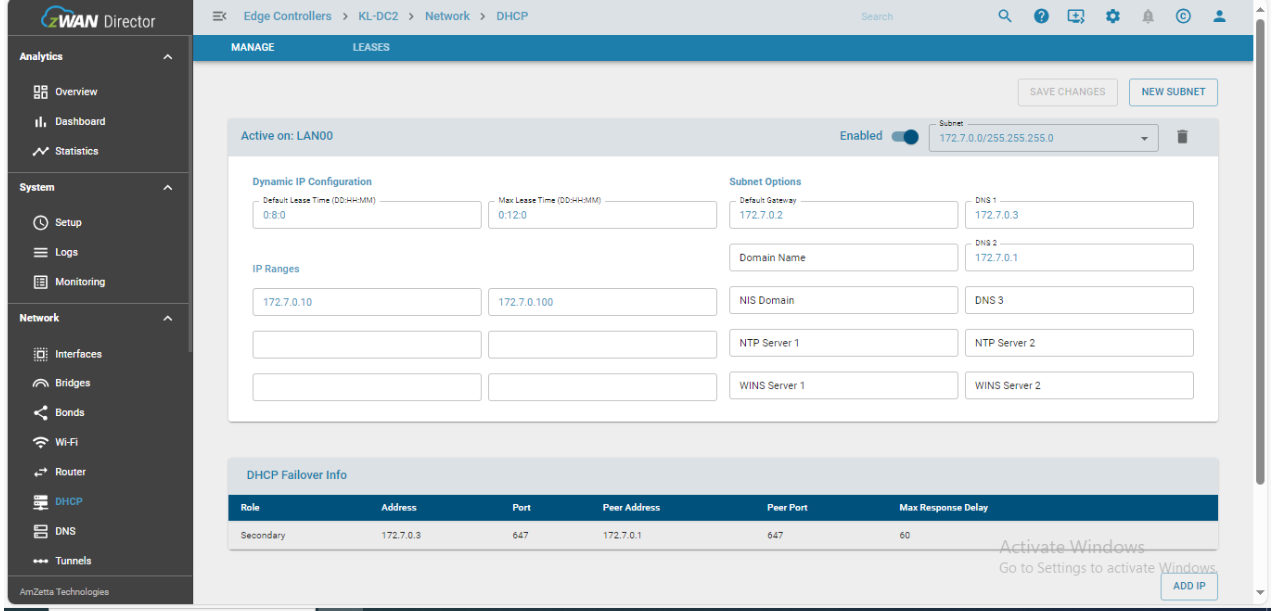 zWAN Director
Edge Controllers > KL-DC2 > Network > DHCP
Search
MANAGE LEASES
Analytics
Overview
Dashboard
Statistics
System
Setup
Logs
Monitoring
Network
Interfaces
Bridges
Bonds
Wi-Fi
Router
DHCP
DNS
Tunnels
AmZetta Technologies
SAVE CHANGES NEW SUBNET
Active on: LAN00
Enabled
Subnet
172.7.0.0/255.255.255.0
Dynamic IP Configuration
Default Lease Time (DD:HH:MM)
0:8:0
Max Lease Time (DD:HH:MM)
0:12:0
IP Ranges
172.7.0.10
172.7.0.100
Subnet Options
Default Gateway
172.7.0.2
DNS 1
172.7.0.3
Domain Name
DNS 2
172.7.0.1
NIS Domain
DNS 3
NTP Server 1
NTP Server 2
WINS Server 1
WINS Server 2
DHCP Failover Info
Role Address Port Peer Address Peer Port Max Response Delay
Secondary 172.7.0.3 647 172.7.0.1 647 60
Activate Windows
Go to Settings to activate Windows.
ADD IP